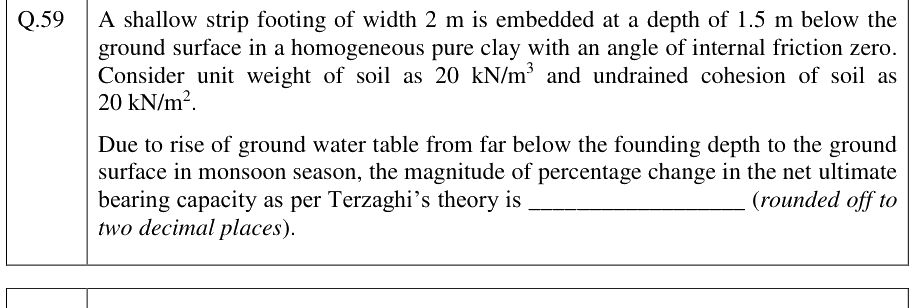 Q.59
A shallow strip footing of width 2 m is embedded at a depth of 1.5 m below the
ground surface in a homogeneous pure clay with an angle of internal friction zero.
Consider unit weight of soil as 20 kN/m³ and undrained cohesion of soil as
20 kN/m².
Due to rise of ground water table from far below the founding depth to the ground
surface in monsoon season, the magnitude of percentage change in the net ultimate
bearing capacity as per Terzaghi's theory is __________________ (rounded off to
two decimal places).